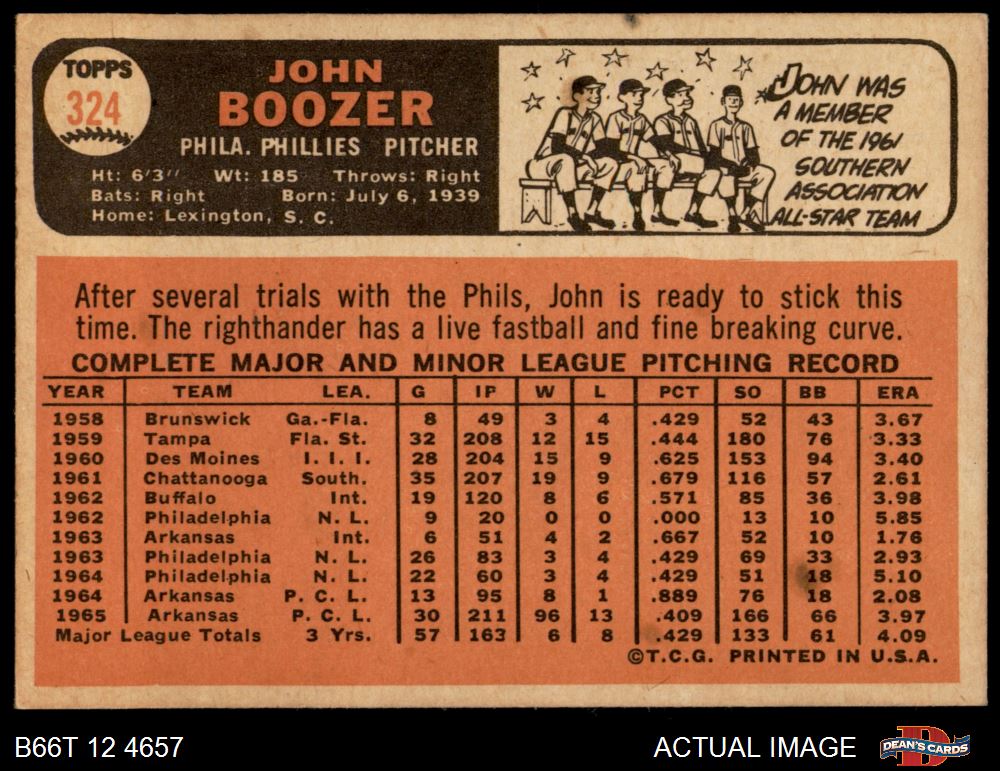 TOPPS
324
JOHN
BOOZER
PHILA. PHILLIES PITCHER
Ht: 6'3" Wt: 185 Throws: Right
Bats: Right Born: July 6, 1939
Home: Lexington, S. C.
JOHN WAS
A MEMBER
OF THE 1961
SOUTHERN
ASSOCIATION
ALL-STAR TEAM
After several trials with the Phils, John is ready to stick this
time. The righthander has a live fastball and fine breaking curve.
COMPLETE MAJOR AND MINOR LEAGUE PITCHING RECORD
YEAR TEAM LEA. G IP W L PCT SO BB ERA
1958 Brunswick Ga.-Fla. 8 49 3 4 .429 52 43 3.67
1959 Tampa Fla. St. 32 208 12 15 .444 180 76 3.33
1960 Des Moines I. I. I. 28 204 15 9 .625 153 94 3.40
1961 Chattanooga South. 35 207 19 9 .679 116 57 2.61
1962 Buffalo Int. 19 120 8 6 .571 85 36 3.98
1962 Philadelphia N. L. 9 20 0 0 .000 13 10 5.85
1963 Arkansas Int. 6 51 4 2 .667 52 10 1.76
1963 Philadelphia N. L. 26 83 3 4 .429 69 33 2.93
1964 Philadelphia N. L. 22 60 3 4 .429 51 18 5.10
1964 Arkansas P. C. L. 13 95 8 1 .889 76 18 2.08
1965 Arkansas P. C. L. 30 211 96 13 .409 166 66 3.97
Major League Totals 3 Yrs. 57 163 6 8 .429 133 61 4.09
©T.C.G. PRINTED IN U.S.A.
B66T 12 4657
ACTUAL IMAGE
DEAN'S CARDS